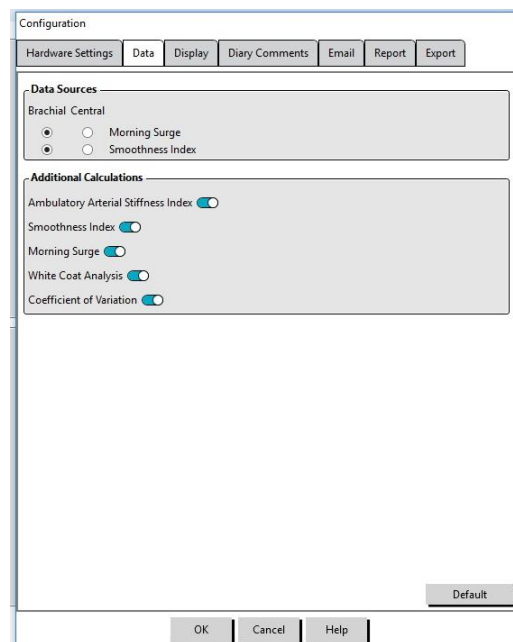 Configuration
Hardware Settings Data Display Diary Comments Email Report Export
Data Sources
Brachial Central
Morning Surge
Smoothness Index
Additional Calculations
Ambulatory Arterial Stiffness Index
Smoothness Index
Morning Surge
White Coat Analysis
Coefficient of Variation
Default
OK Cancel Help